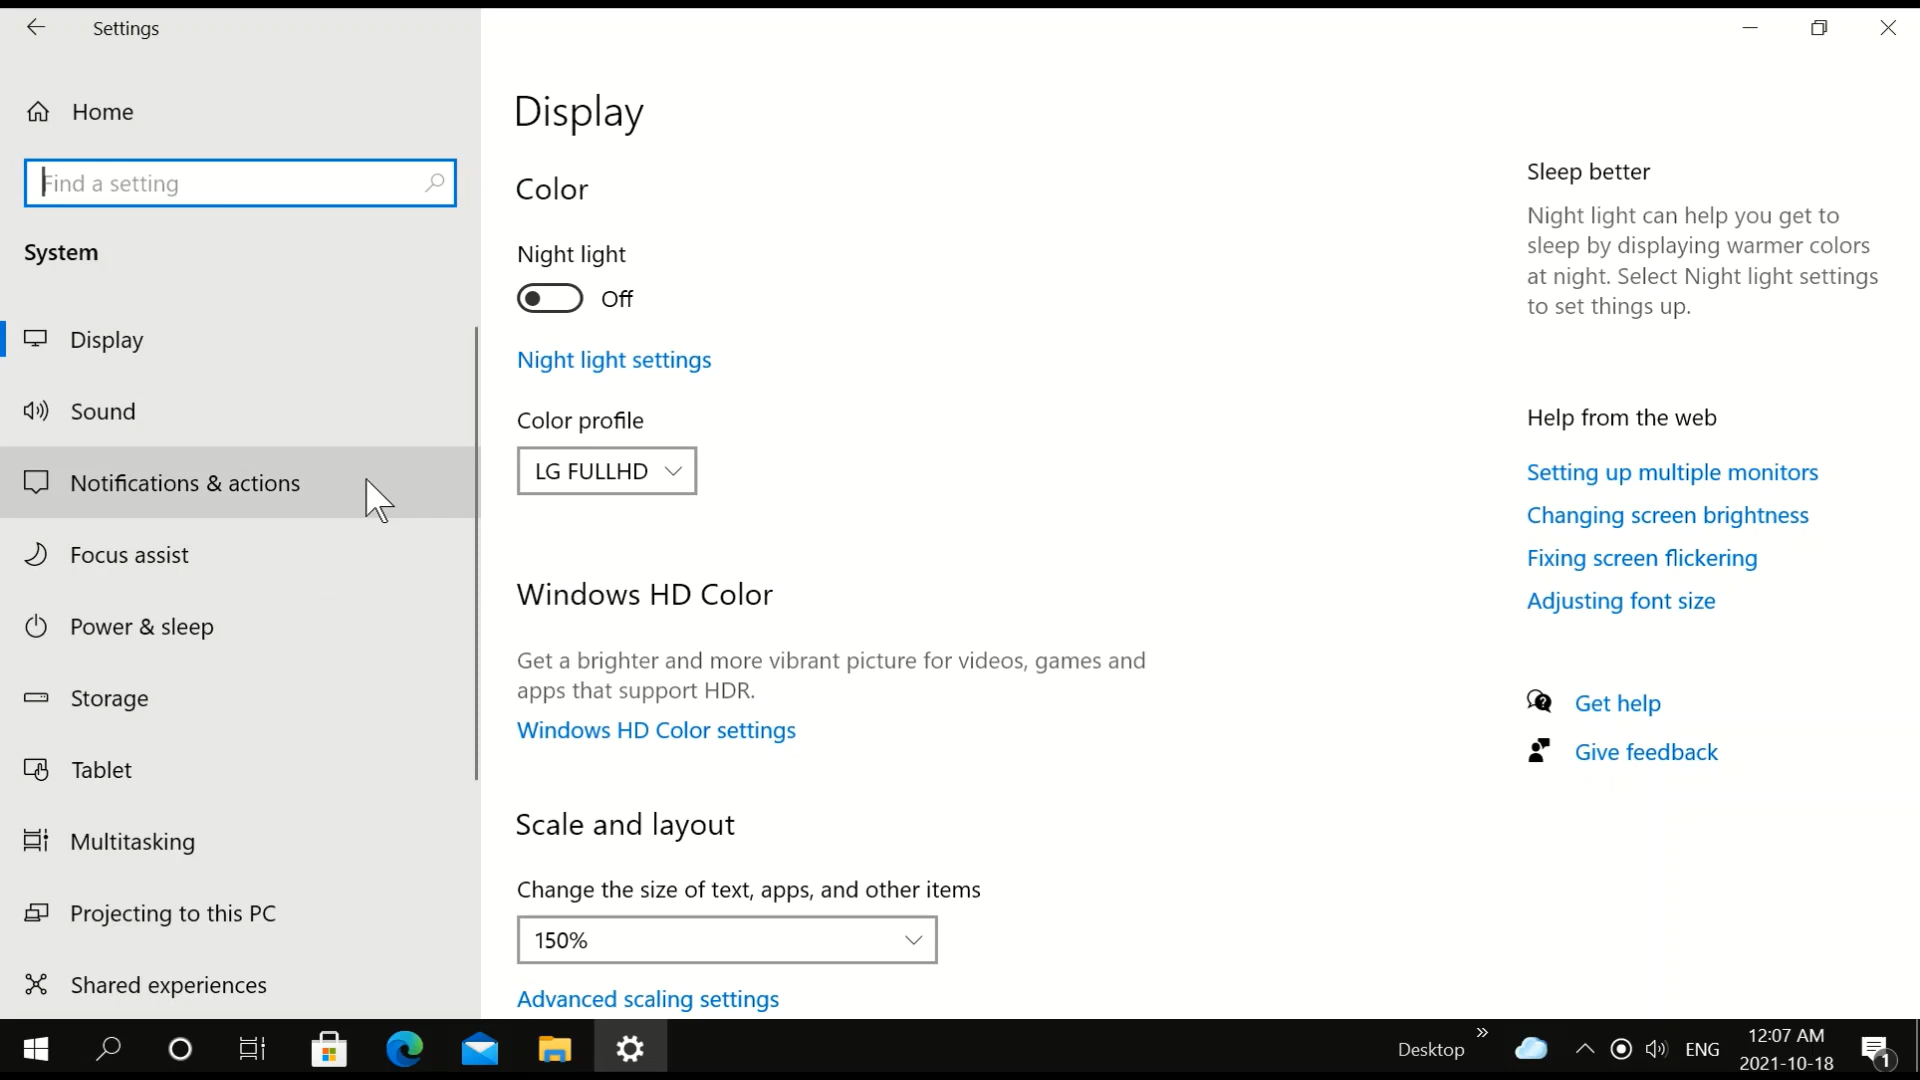 Settings
Home
Find a setting
System
Display
Sound
Notifications & actions
Focus assist
Power & sleep
Storage
Tablet
Multitasking
Projecting to this PC
Shared experiences
Display
Color
Night light
Off
Night light settings
Color profile
LG FULLHD
Windows HD Color
Get a brighter and more vibrant picture for videos, games and
apps that support HDR.
Windows HD Color settings
Scale and layout
Change the size of text, apps, and other items
150%
Advanced scaling settings
Sleep better
Night light can help you get to
sleep by displaying warmer colors
at night. Select Night light settings
to set things up.
Help from the web
Setting up multiple monitors
Changing screen brightness
Fixing screen flickering
Adjusting font size
Get help
Give feedback
Desktop
ENG
12:07 AM
2021-10-18
1